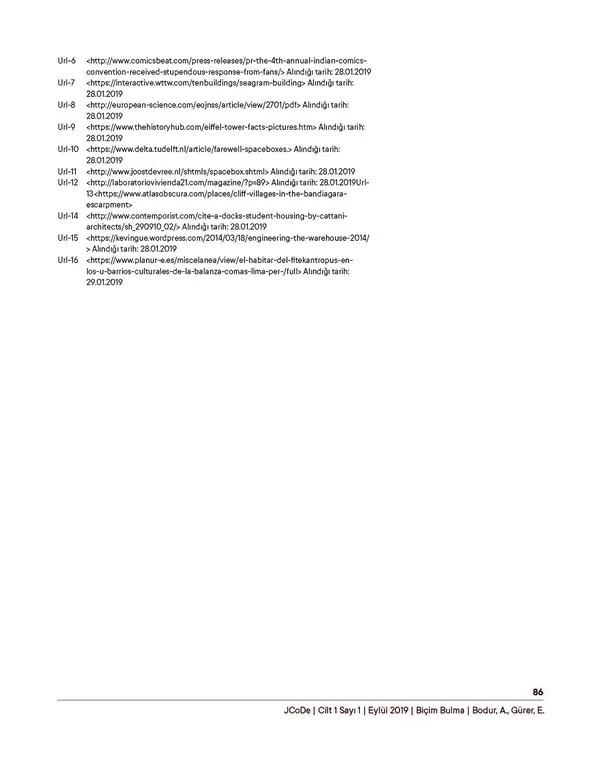 Url-6 <http://www.comicsbeat.com/press-releases/pr-the-4th-annual-indian-comics-
convention-received-stupendous-response-from-fans/> Alındığı tarih: 28.01.2019
Url-7 <https://interactive.wttw.com/tenbuildings/seagram-building> Alındığı tarih:
28.01.2019
Url-8 <http://european-science.com/eojnss/article/view/2701/pdf> Alındığı tarih:
28.01.2019
Url-9 <https://www.thehistoryhub.com/eiffel-tower-facts-pictures.htm> Alındığı tarih:
28.01.2019
Url-10 <https://www.delta.tudelft.nl/article/farewell-spaceboxes.> Alındığı tarih:
28.01.2019
Url-11 <http://www.joostdevree.nl/shtmls/spacebox.shtml> Alındığı tarih: 28.01.2019
Url-12 <http://laboratoriovivienda21.com/magazine/?p=89> Alındığı tarih: 28.01.2019Url-
13<https://www.atlasobscura.com/places/cliff-villages-in-the-bandiagara-
escarpment>
Url-14 <http://www.contemporist.com/cite-a-docks-student-housing-by-cattani-
architects/sh_290910_02/> Alındığı tarih: 28.01.2019
Url-15 <https://kevingue.wordpress.com/2014/03/18/engineering-the-warehouse-2014/
> Alındığı tarih: 28.01.2019
Url-16 <https://www.planur-e.es/miscelanea/view/el-habitar-del-fitekantropus-en-
los-u-barrios-culturales-de-la-balanza-comas-lima-per-/full> Alındığı tarih:
29.01.2019
86
JCoDe | Cilt 1 Sayı 1 | Eylül 2019 | Biçim Bulma | Bodur, A., Gürer, E.